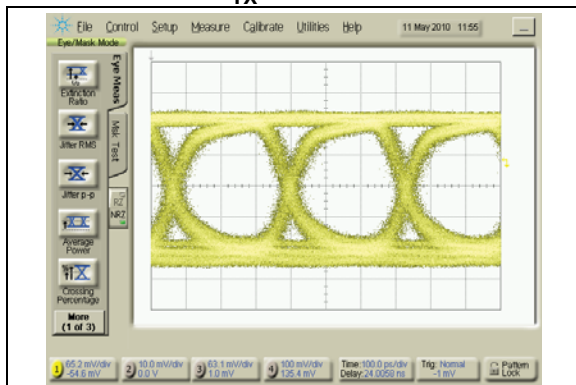 File Control Setup Measure Calibrate Utilities Help 11 May 2010 11:55
Eye/Mask Mode
Eye Meas
Extinction
Ratio
Jitter RMS
Msk Test
Jitter p-p
RZ
NRZ
Average
Power
Crossing
Percentage
More
(1 of 3)
1) 65.2 mV/div 2) 10.0 mV/div 3) 63.1 mV/div 4) 100 mV/div Time:100.0 ps/div Trig: Normal Pattern
-54.6 mV 0.0 V 1.0 mV 135.4 mV Delay:24.0058 ns -1 mV Lock